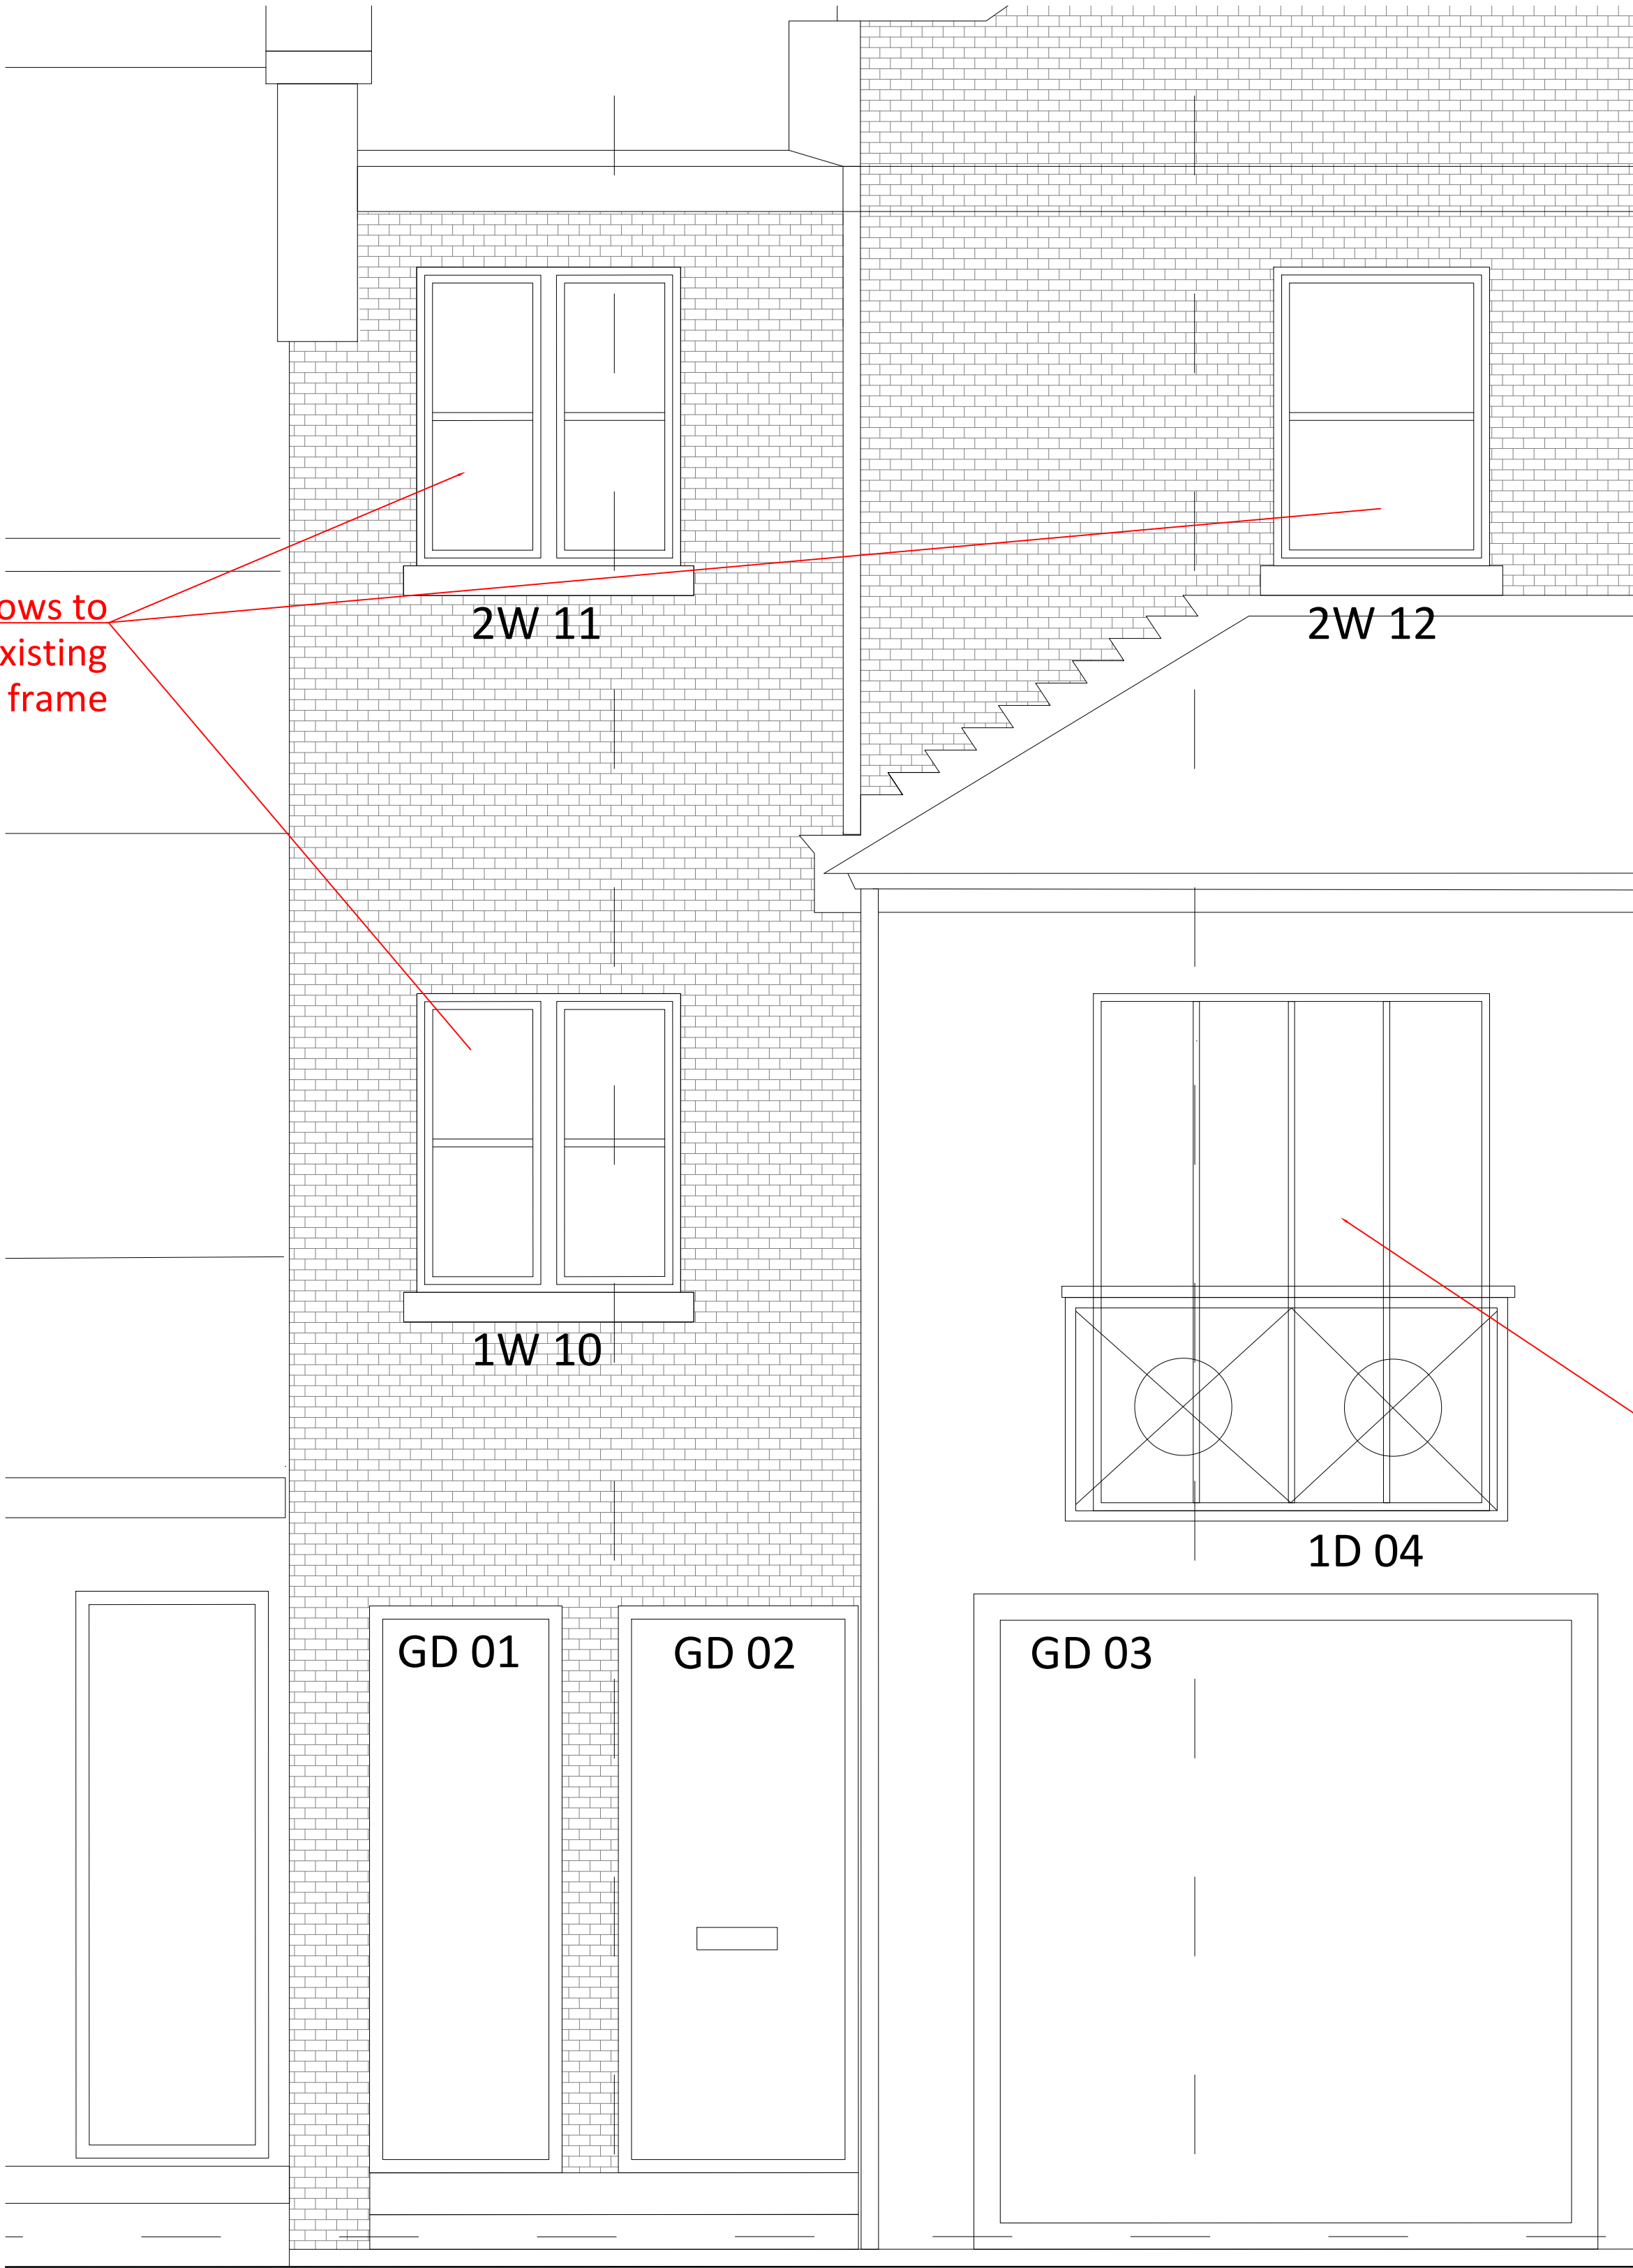 ows to
2W 11
2W 12
xisting
frame
1W 10
1D 04
GD 01
GD 02
GD 03